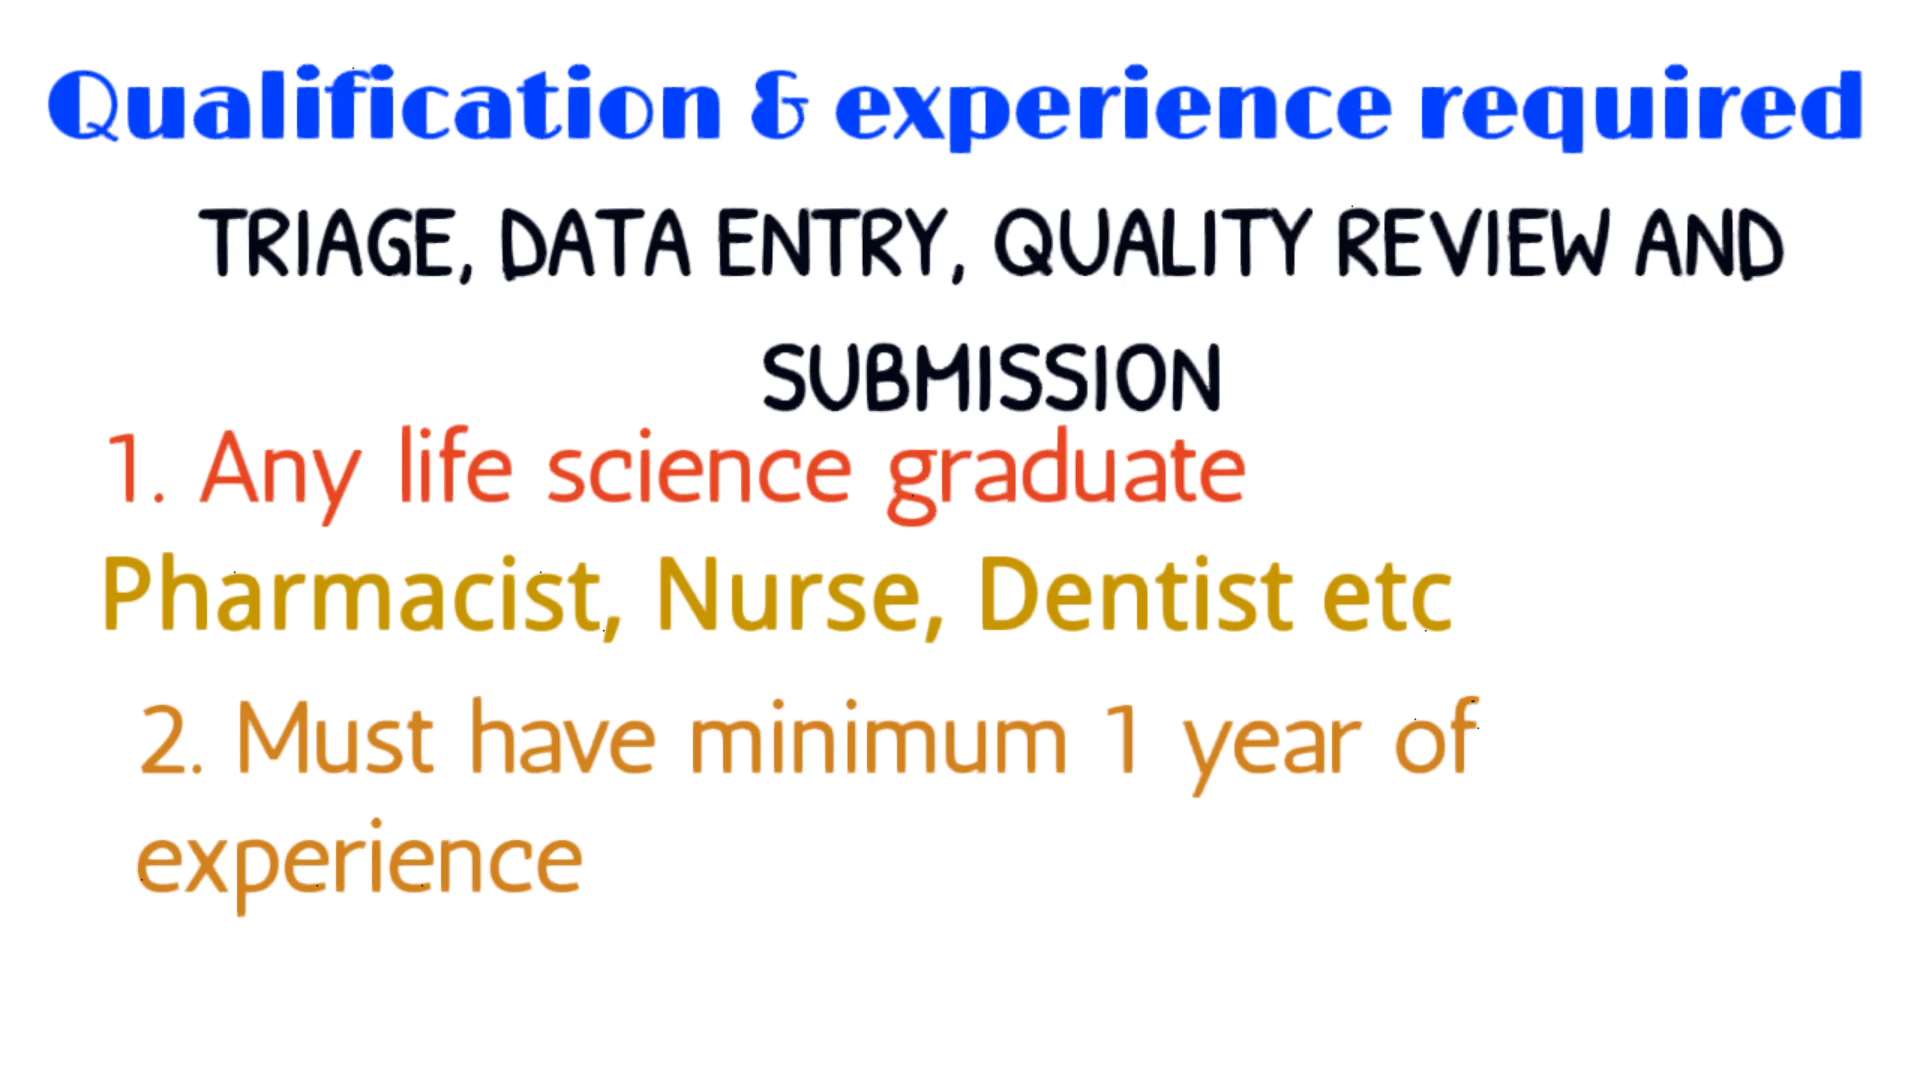 Qualification & experience required
TRIAGE, DATA ENTRY, QUALITY REVIEW AND
SUBMISSION
1. Any life science graduate
Pharmacist, Nurse, Dentist etc
2. Must have minimum 1 year of
experience